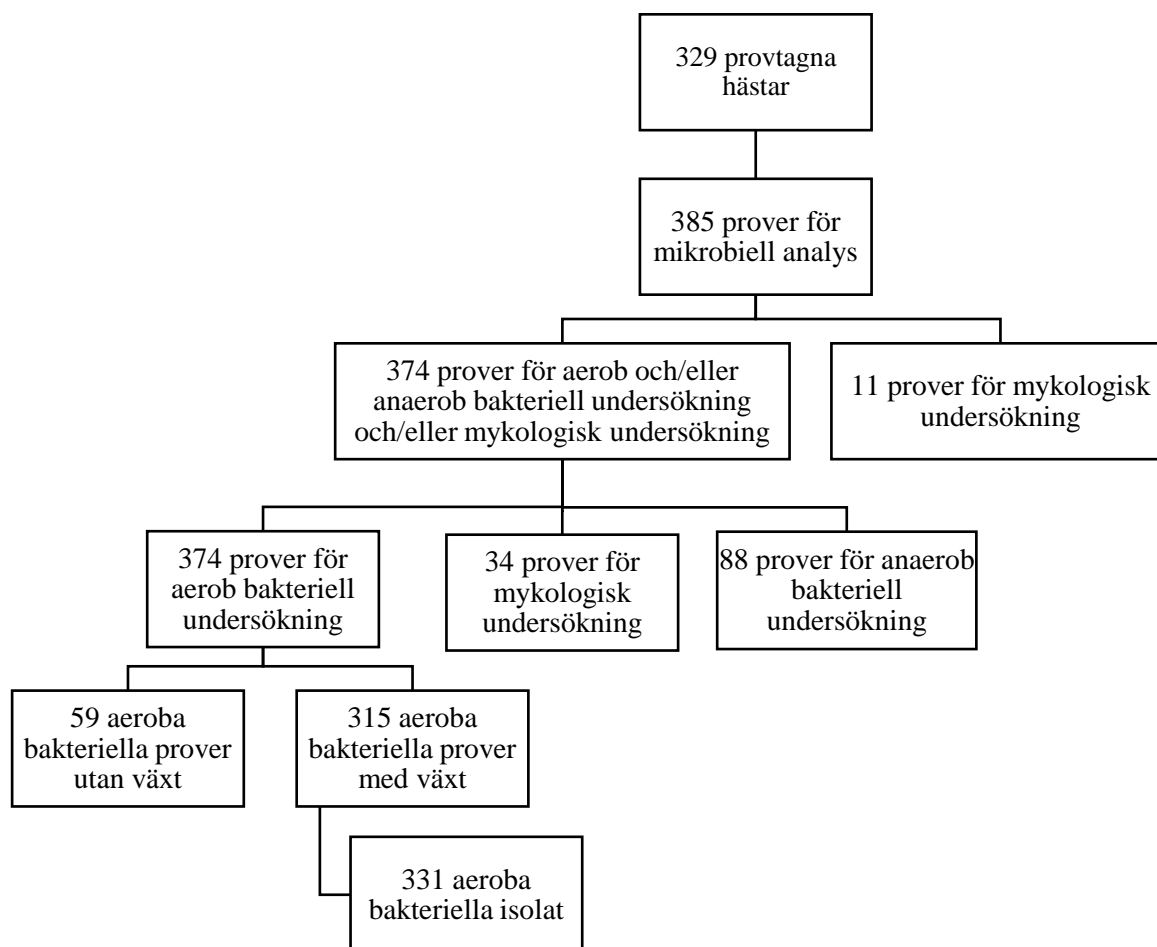 329 provtagna
hästar
385 prover för
mikrobiell analys
374 prover för aerob och/eller
anaerob bakteriell undersökning
och/eller mykologisk undersökning
11 prover för mykologisk
undersökning
374 prover för
aerob bakteriell
undersökning
34 prover för
mykologisk
undersökning
88 prover för anaerob
bakteriell
undersökning
59 aeroba
bakteriella prover
utan växt
315 aeroba
bakteriella prover
med växt
331 aeroba
bakteriella isolat